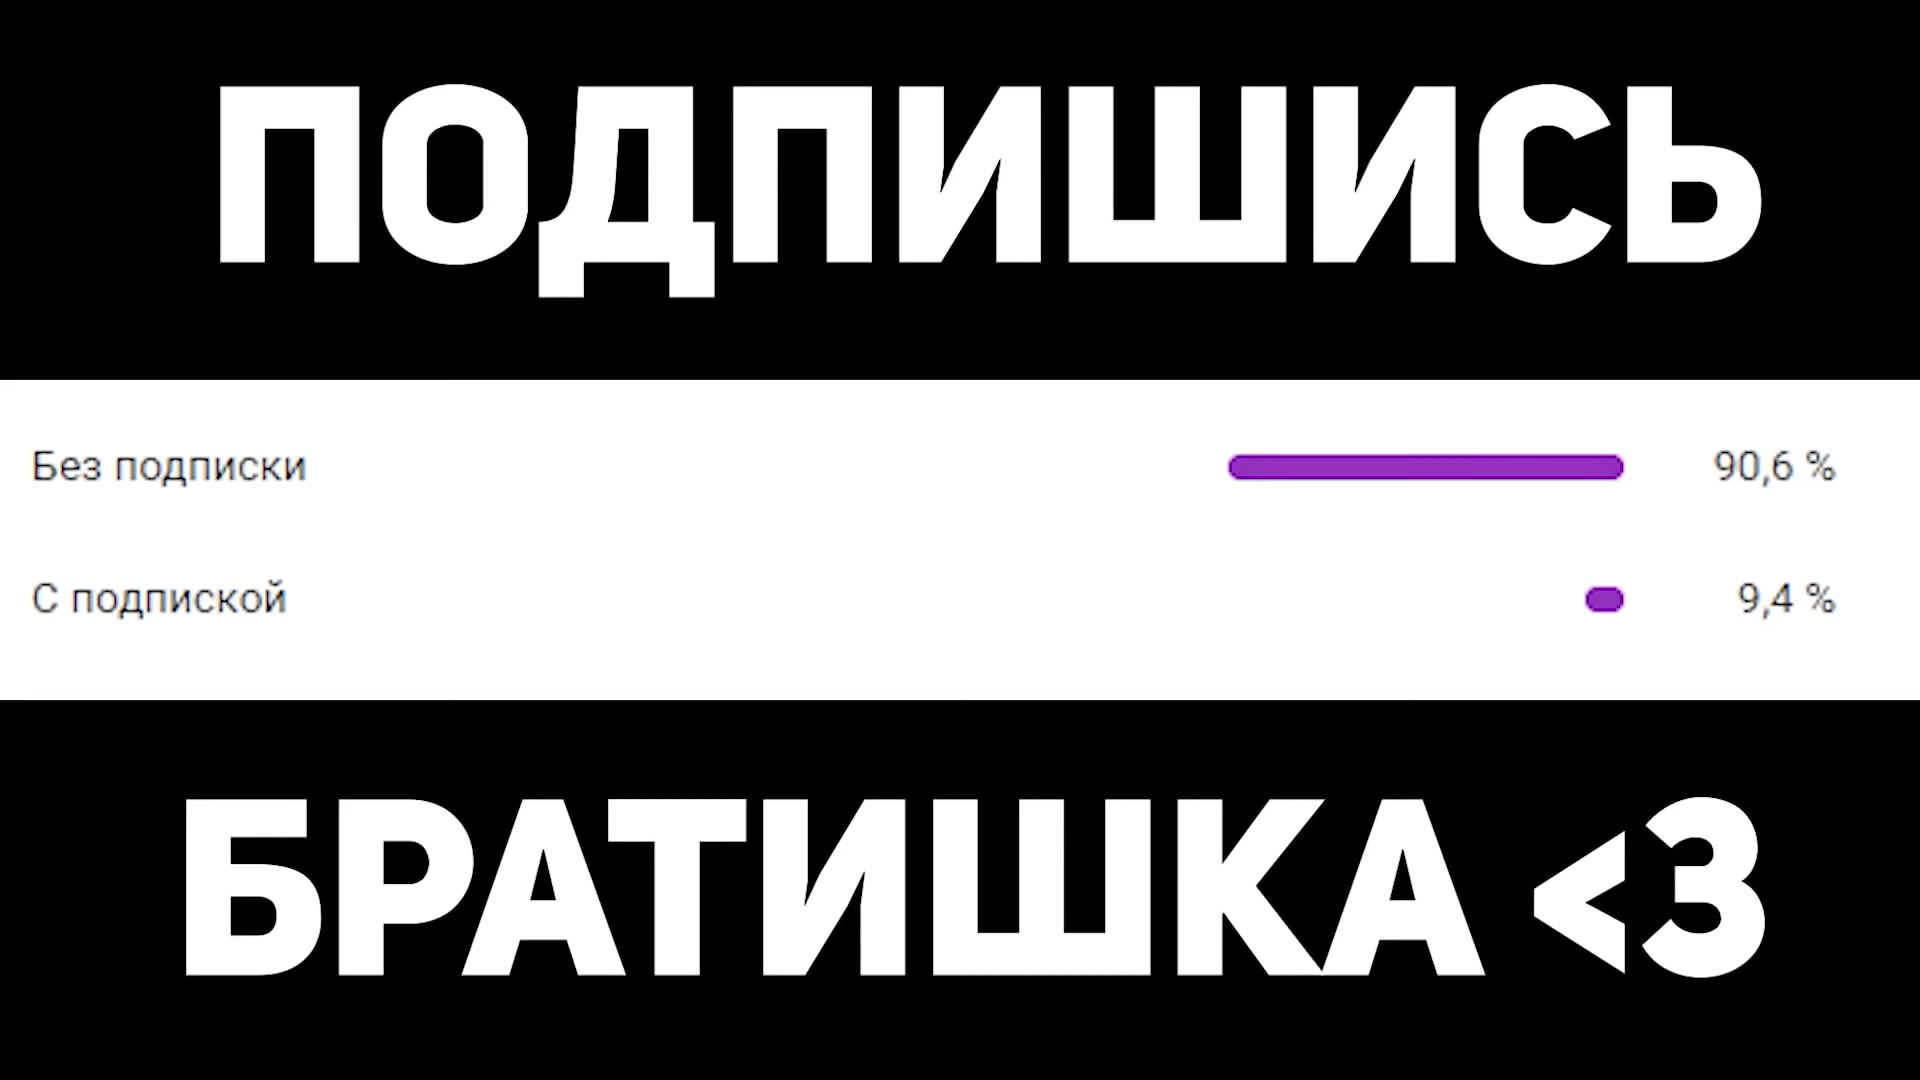 ПОДПИШИСЬ
Без подписки 90,6 %
С подпиской 9,4 %
БРАТИШКА <3